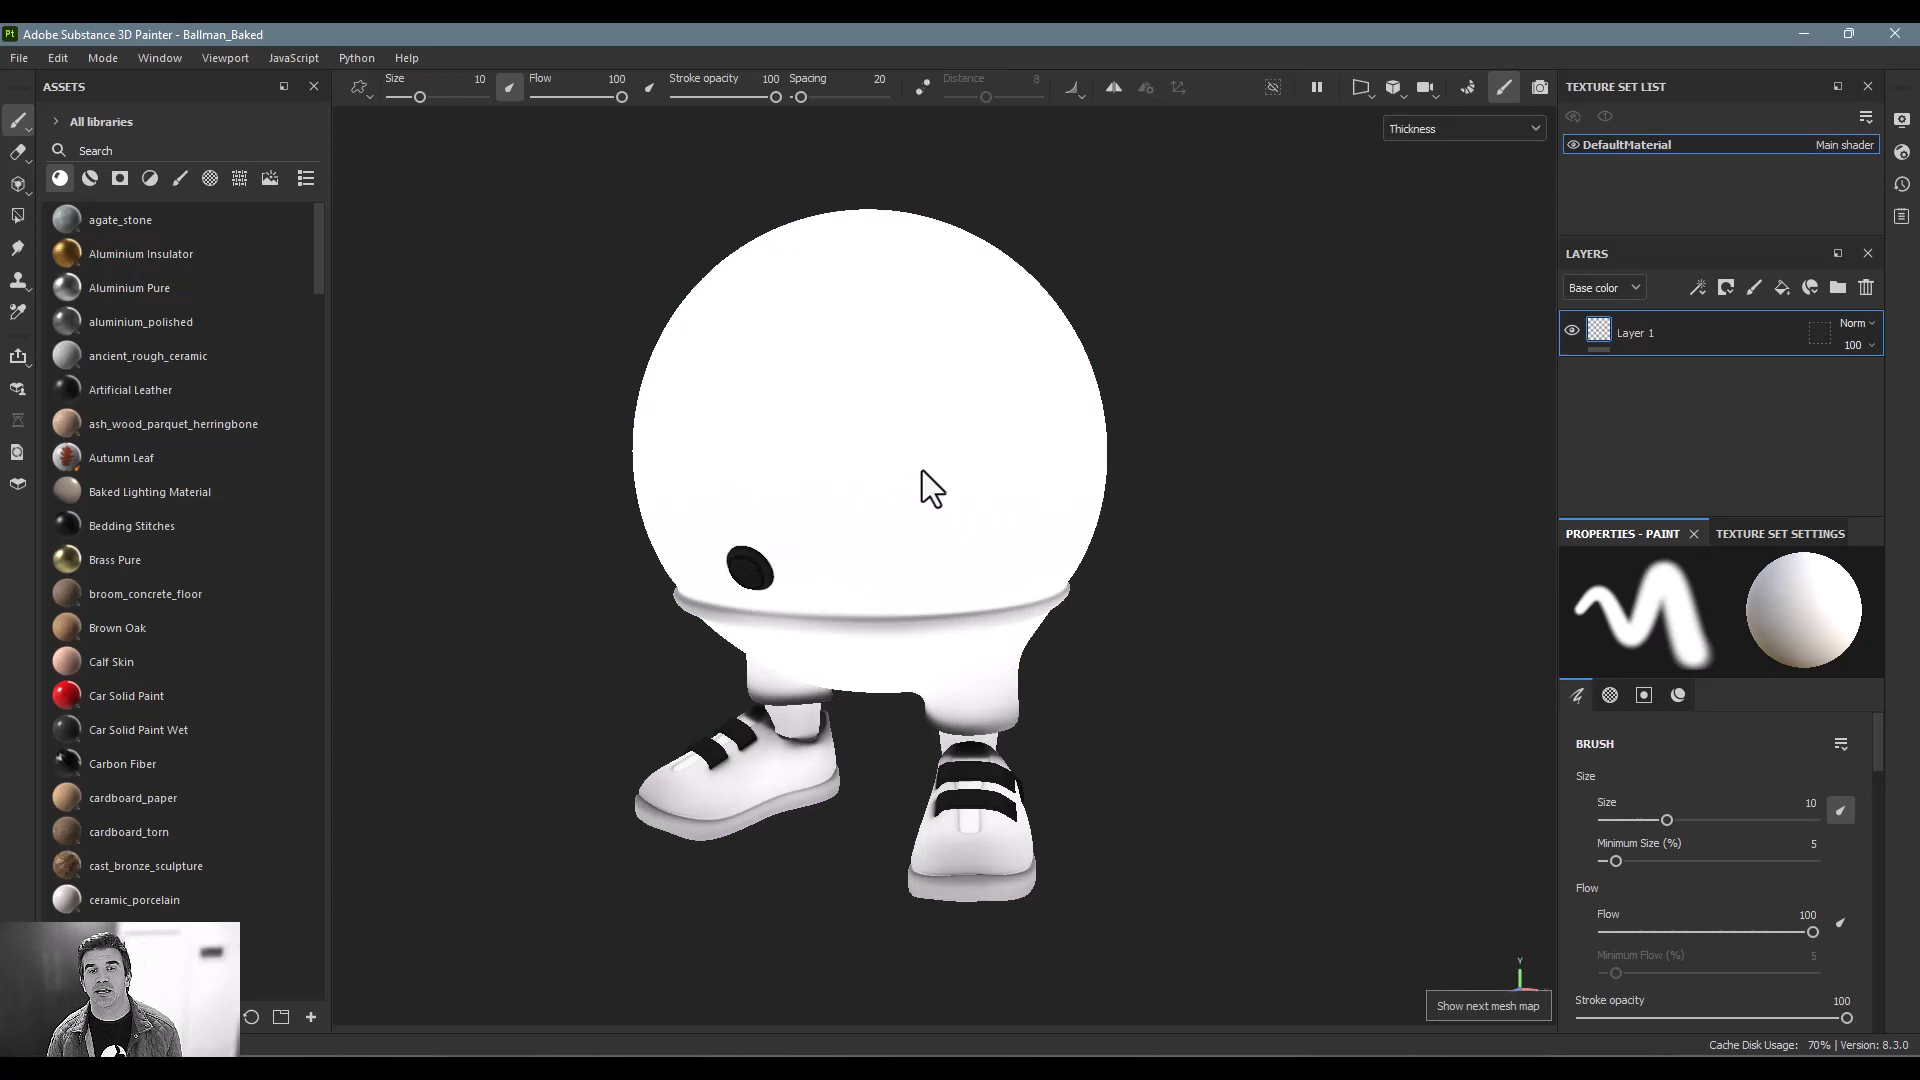 Pt Adobe Substance 3D Painter - Ballman_Baked
File Edit Mode Window Viewport JavaScript Python Help
ASSETS
All libraries
Search
agate_stone
Aluminium Insulator
Aluminium Pure
aluminium_polished
ancient_rough_ceramic
Artificial Leather
ash_wood_parquet_herringbone
Autumn Leaf
Baked Lighting Material
Bedding Stitches
Brass Pure
broom_concrete_floor
Brown Oak
Calf Skin
Car Solid Paint
Car Solid Paint Wet
Carbon Fiber
cardboard_paper
cardboard_torn
cast_bronze_sculpture
ceramic_porcelain
Size 10 Flow 100 Stroke opacity 100 Spacing 20 Distance 8
Thickness
Y
Show next mesh map
TEXTURE SET LIST
DefaultMaterial Main shader
LAYERS
Base color
Layer 1 Norm
100
PROPERTIES - PAINT TEXTURE SET SETTINGS
BRUSH
Size
Size 10
Minimum Size (%) 5
Flow
Flow 100
Minimum Flow (%) 5
Stroke opacity 100
Cache Disk Usage: 70% | Version: 8.3.0